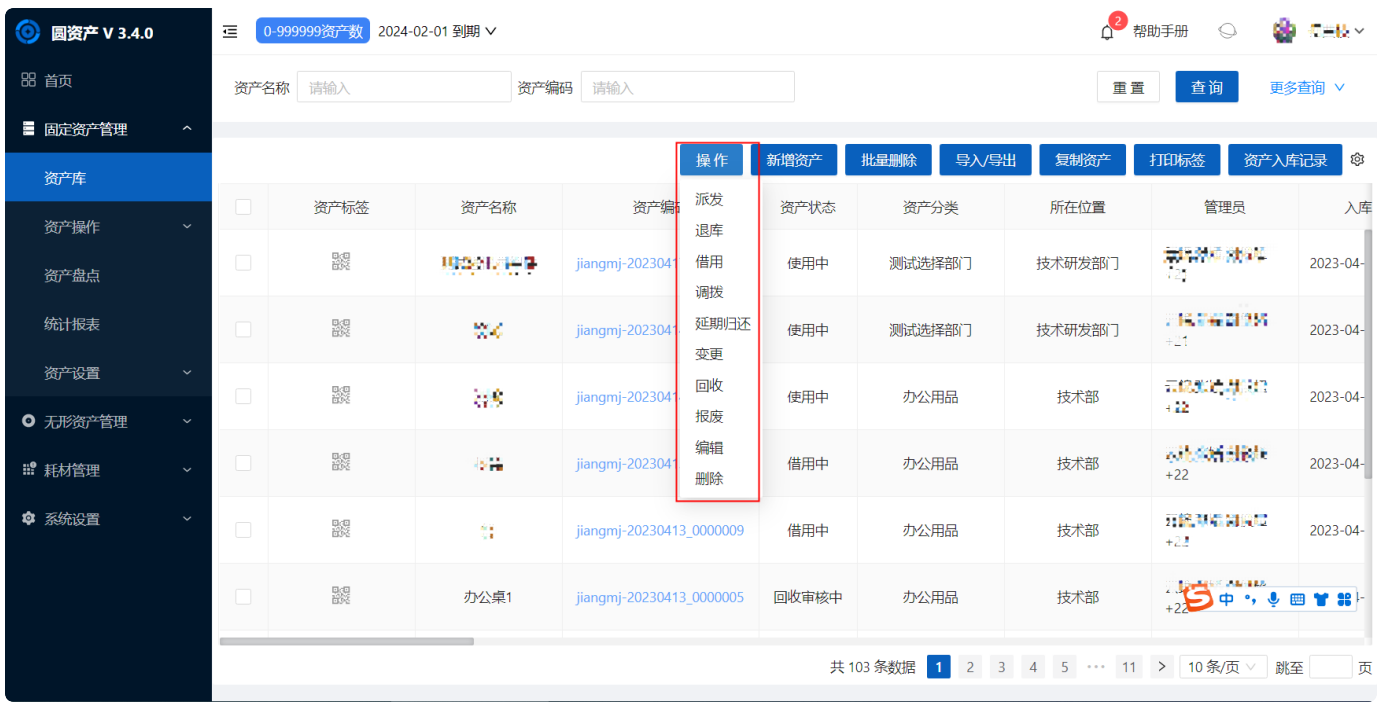 圆资产 V 3.4.0
0-999999资产数 2024-02-01 到期
2 帮助手册
首页
固定资产管理
资产库
资产操作
资产盘点
统计报表
资产设置
无形资产管理
耗材管理
系统设置
资产名称 请输入 资产编码 请输入 重 置 查 询 更多查询
操 作 新增资产 批量删除 导入/导出 复制资产 打印标签 资产入库记录
派发
退库
借用
调拨
延期归还
变更
回收
报废
编辑
删除
资产标签 资产名称 资产编码 资产状态 资产分类 所在位置 管理员 入库
jiangmj-2023041 使用中 测试选择部门 技术研发部门 2023-04-
jiangmj-2023041 使用中 测试选择部门 技术研发部门 +21 2023-04-
jiangmj-2023041 使用中 办公用品 技术部 +22 2023-04-
jiangmj-2023041 借用中 办公用品 技术部 +22 2023-04-
jiangmj-20230413_0000009 借用中 办公用品 技术部 2023-04-
办公桌1 jiangmj-20230413_0000005 回收审核中 办公用品 技术部 +22
中
共 103 条数据 1 2 3 4 5 ••• 11 > 10 条/页 跳至 页